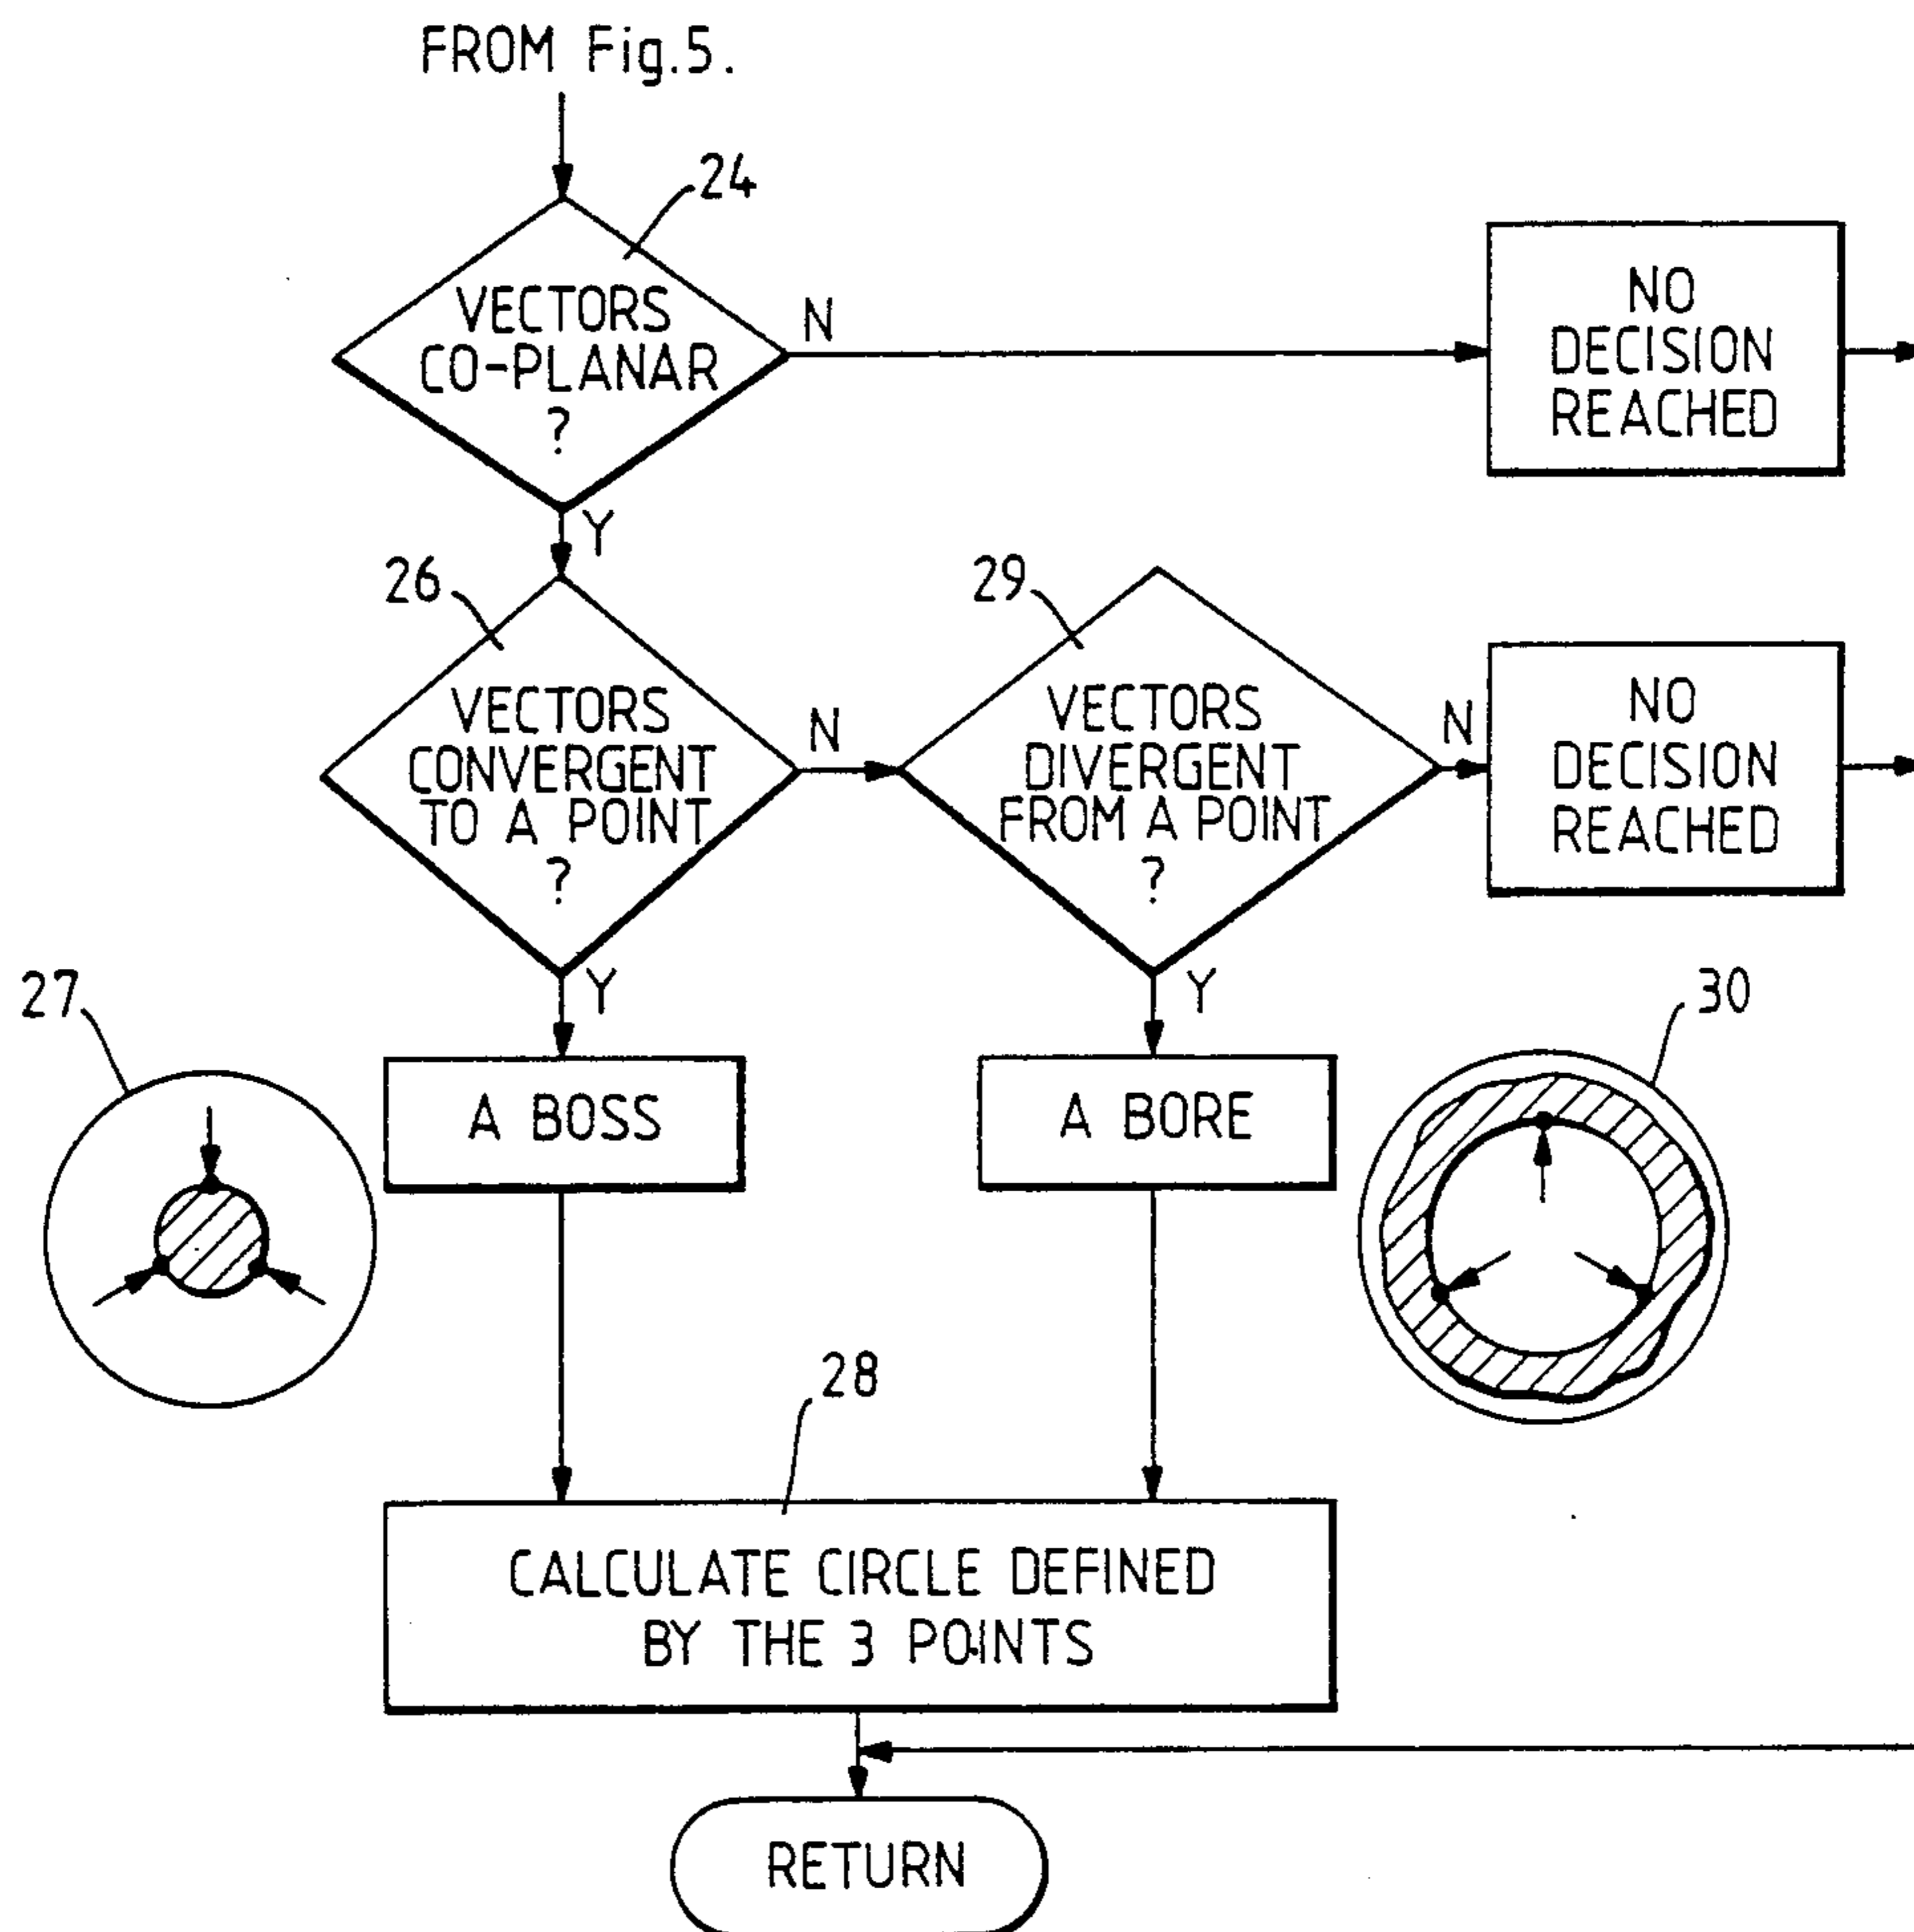 FROM Fig.5.
24
VECTORS
CO-PLANAR
?
N
NO
DECISION
REACHED
Y
26
VECTORS
CONVERGENT
TO A POINT
?
N
29
VECTORS
DIVERGENT
FROM A POINT
?
N
NO
DECISION
REACHED
Y
Y
27
A BOSS
A BORE
30
28
CALCULATE CIRCLE DEFINED
BY THE 3 POINTS
RETURN